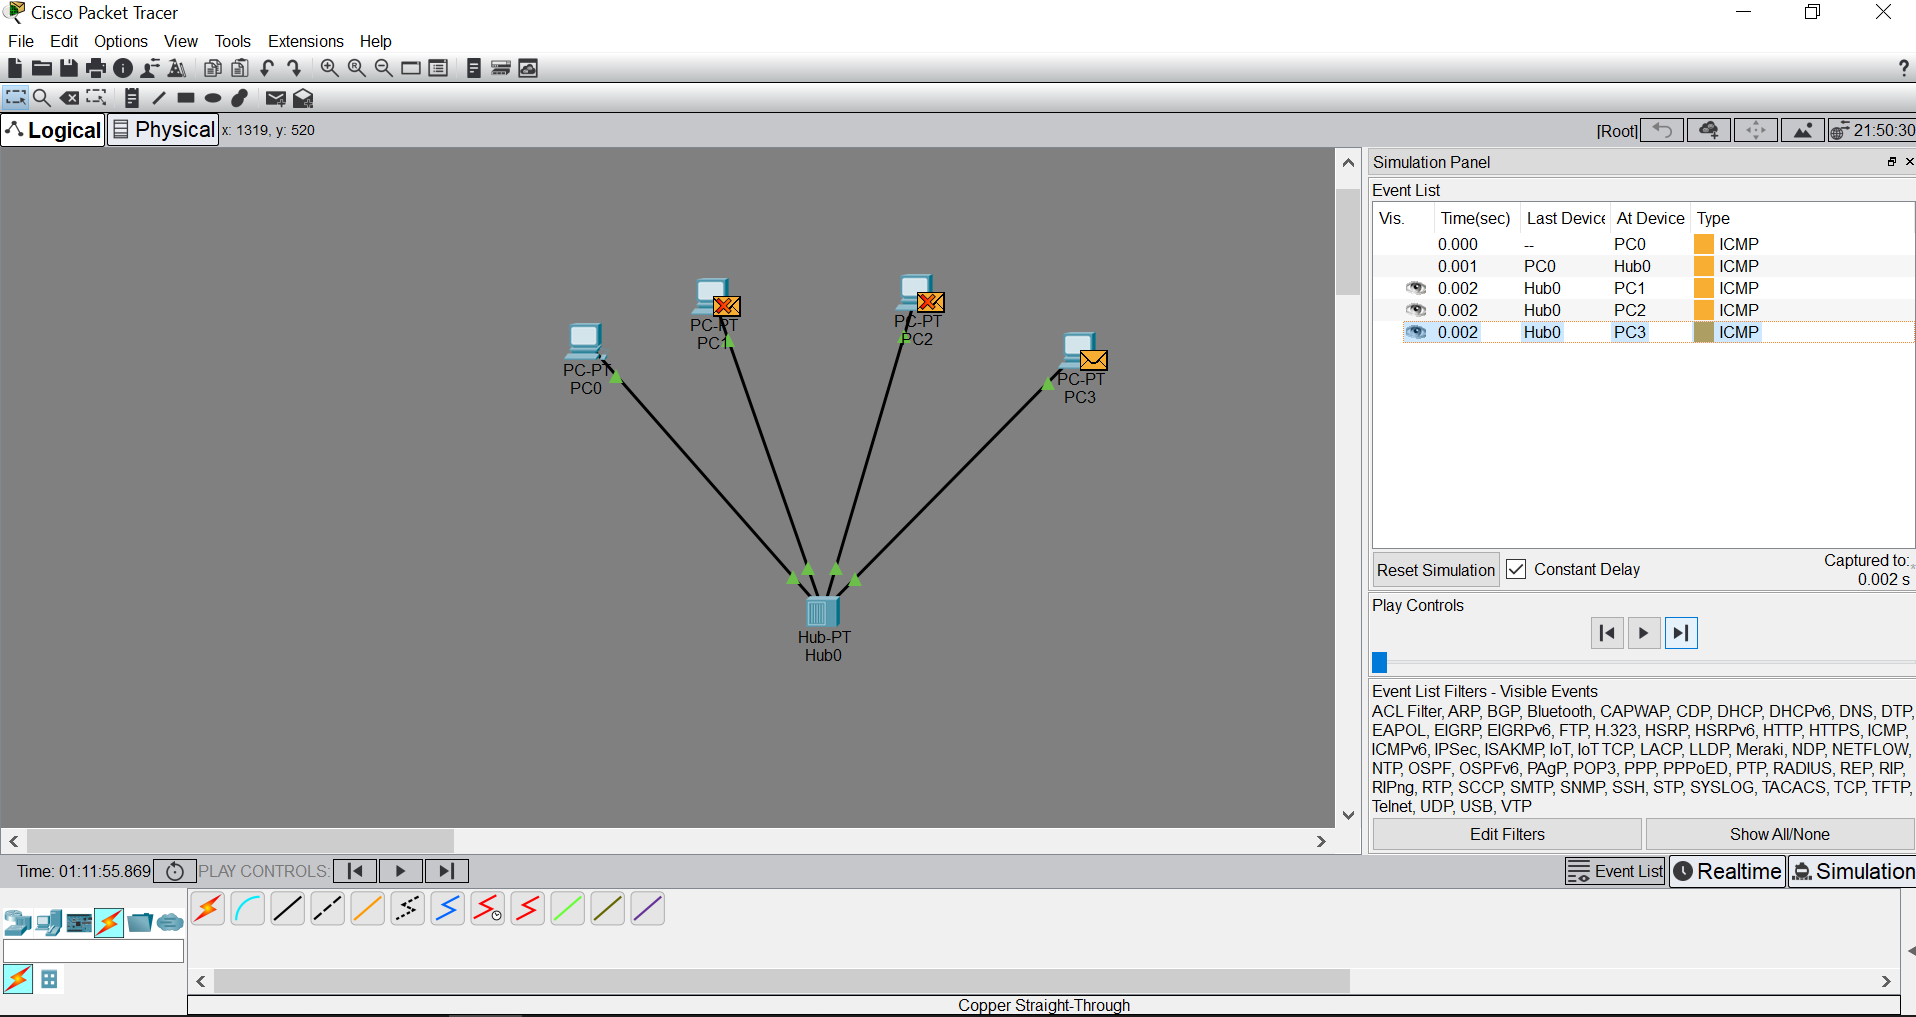 Cisco Packet Tracer
File Edit Options View Tools Extensions Help
?
Logical Physical x: 1319, y: 520 [Root] 21:50:30
Simulation Panel
Event List
Vis. Time(sec) Last Device At Device Type
0.000 -- PC0 ICMP
0.001 PC0 Hub0 ICMP
0.002 Hub0 PC1 ICMP
0.002 Hub0 PC2 ICMP
0.002 Hub0 PC3 ICMP
PC-PT
PC0
PC-PT
PC1
PC-PT
PC2
PC-PT
PC3
Hub-PT
Hub0
Reset Simulation Constant Delay Captured to:
0.002 s
Play Controls
Event List Filters - Visible Events
ACL Filter, ARP, BGP, Bluetooth, CAPWAP, CDP, DHCP, DHCPv6, DNS, DTP,
EAPOL, EIGRP, EIGRPv6, FTP, H.323, HSRP, HSRPv6, HTTP, HTTPS, ICMP,
ICMPv6, IPSec, ISAKMP, IoT, IoT TCP, LACP, LLDP, Meraki, NDP, NETFLOW,
NTP, OSPF, OSPFv6, PAgP, POP3, PPP, PPPoED, PTP, RADIUS, REP, RIP,
RIPng, RTP, SCCP, SMTP, SNMP, SSH, STP, SYSLOG, TACACS, TCP, TFTP,
Telnet, UDP, USB, VTP
Edit Filters Show All/None
Time: 01:11:55.869 PLAY CONTROLS: Event List Realtime Simulation
Copper Straight-Through